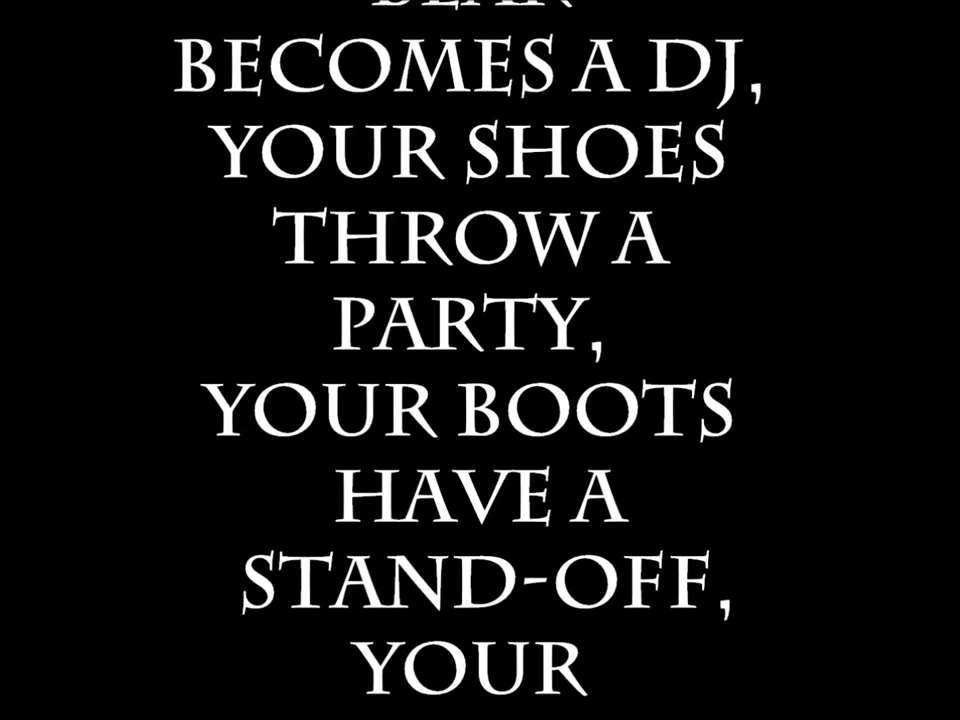 BECOMES A DJ,
YOUR SHOES
THROW A
PARTY,
YOUR BOOTS
HAVE A
STAND-OFF,
YOUR